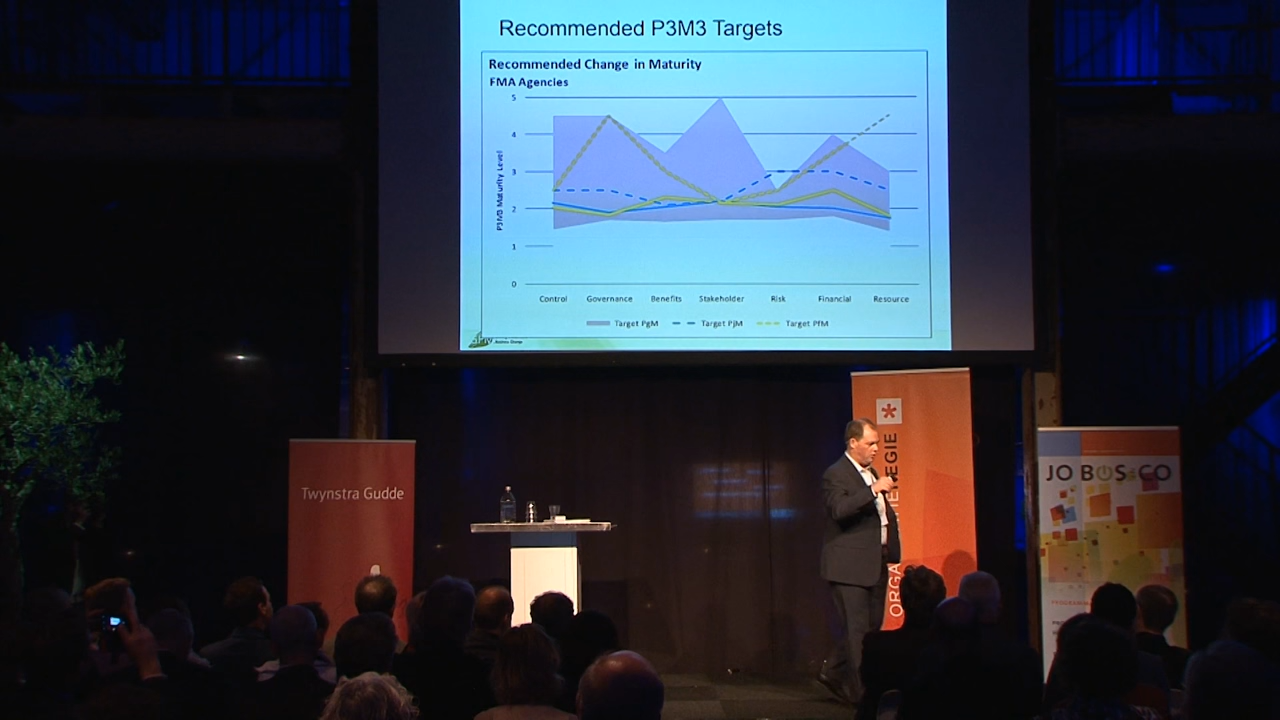 Recommended P3M3 Targets
Recommended Change in Maturity
FMA Agencies
5
4
3
2
1
0
P3M3 Maturity Level
Control Governance Benefits Stakeholder Risk Financial Resource
Target PgM Target PjM Target PfM
Twynstra Gudde
JO BOS & CO